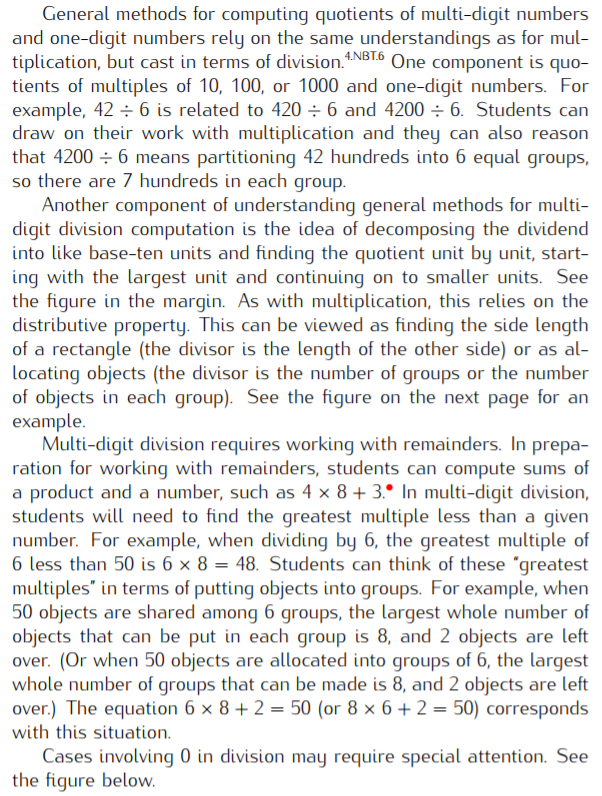 General methods for computing quotients of multi-digit numbers
and one-digit numbers rely on the same understandings as for mul-
tiplication, but cast in terms of division.4.NBT.6 One component is quo-
tients of multiples of 10, 100, or 1000 and one-digit numbers. For
example, 42 ÷ 6 is related to 420 ÷ 6 and 4200 ÷ 6. Students can
draw on their work with multiplication and they can also reason
that 4200 ÷ 6 means partitioning 42 hundreds into 6 equal groups,
so there are 7 hundreds in each group.
Another component of understanding general methods for multi-
digit division computation is the idea of decomposing the dividend
into like base-ten units and finding the quotient unit by unit, start-
ing with the largest unit and continuing on to smaller units. See
the figure in the margin. As with multiplication, this relies on the
distributive property. This can be viewed as finding the side length
of a rectangle (the divisor is the length of the other side) or as al-
locating objects (the divisor is the number of groups or the number
of objects in each group). See the figure on the next page for an
example.
Multi-digit division requires working with remainders. In prepa-
ration for working with remainders, students can compute sums of
a product and a number, such as 4 × 8 + 3.• In multi-digit division,
students will need to find the greatest multiple less than a given
number. For example, when dividing by 6, the greatest multiple of
6 less than 50 is 6 × 8 = 48. Students can think of these "greatest
multiples" in terms of putting objects into groups. For example, when
50 objects are shared among 6 groups, the largest whole number of
objects that can be put in each group is 8, and 2 objects are left
over. (Or when 50 objects are allocated into groups of 6, the largest
whole number of groups that can be made is 8, and 2 objects are left
over.) The equation 6 × 8 + 2 = 50 (or 8 × 6 + 2 = 50) corresponds
with this situation.
Cases involving 0 in division may require special attention. See
the figure below.